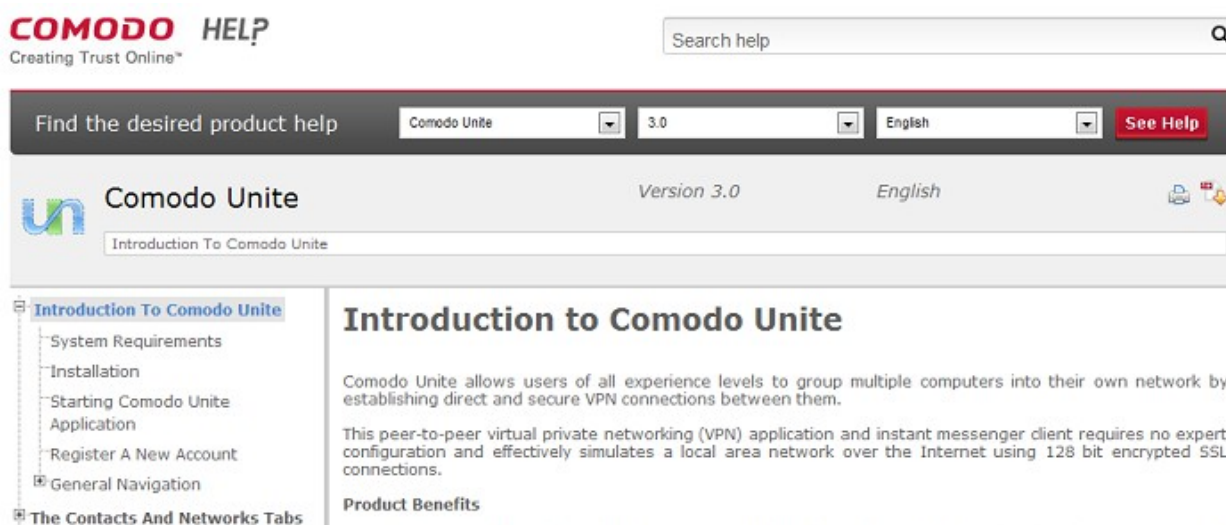 COMODO HELP
Creating Trust Online™
Search help
Find the desired product help
Comodo Unite
3.0
English
See Help
Comodo Unite
Version 3.0
English
Introduction To Comodo Unite
Introduction To Comodo Unite
System Requirements
Installation
Starting Comodo Unite
Application
Register A New Account
General Navigation
The Contacts And Networks Tabs
Introduction to Comodo Unite
Comodo Unite allows users of all experience levels to group multiple computers into their own network by
establishing direct and secure VPN connections between them.
This peer-to-peer virtual private networking (VPN) application and instant messenger client requires no expert
configuration and effectively simulates a local area network over the Internet using 128 bit encrypted SSL
connections.
Product Benefits